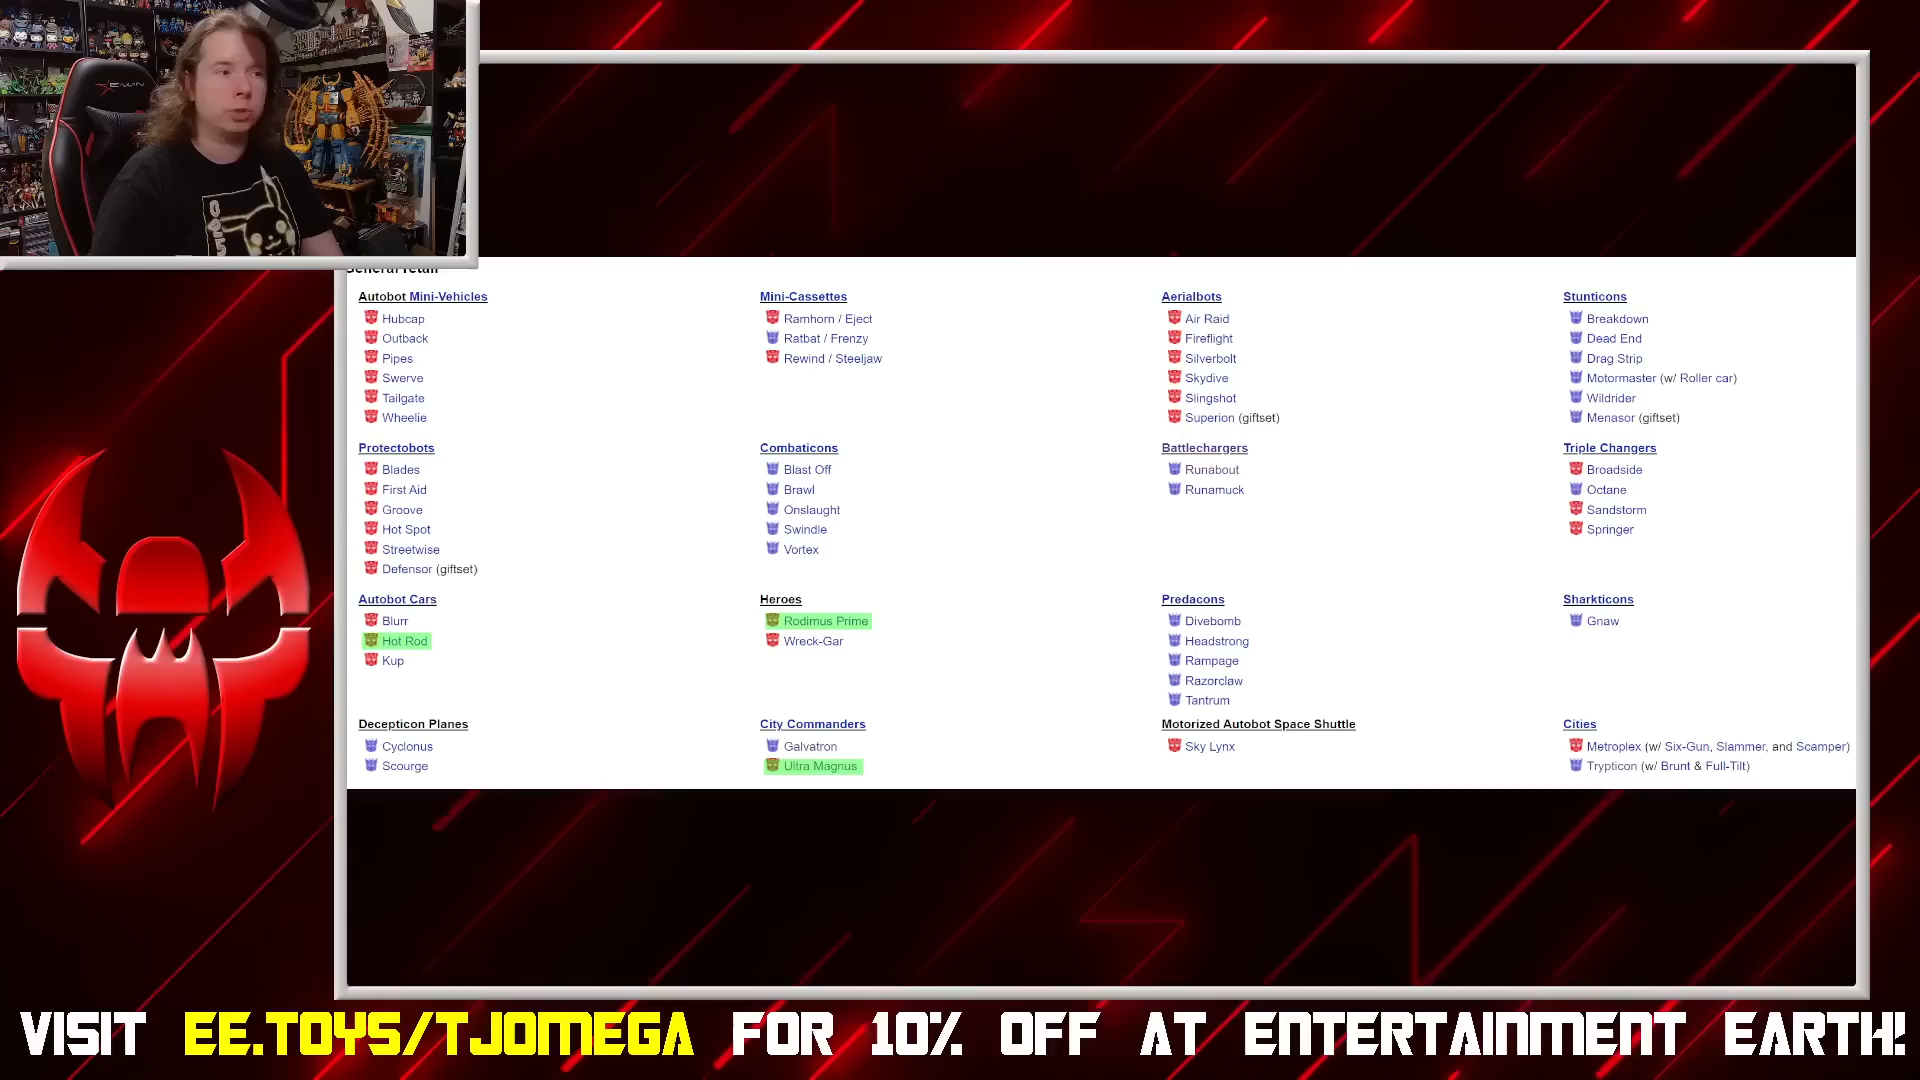 General retail
Autobot Mini-Vehicles
Hubcap
Outback
Pipes
Swerve
Tailgate
Wheelie
Mini-Cassettes
Ramhorn / Eject
Ratbat / Frenzy
Rewind / Steeljaw
Aerialbots
Air Raid
Fireflight
Silverbolt
Skydive
Slingshot
Superion (giftset)
Stunticons
Breakdown
Dead End
Drag Strip
Motormaster (w/ Roller car)
Wildrider
Menasor (giftset)
Protectobots
Blades
First Aid
Groove
Hot Spot
Streetwise
Defensor (giftset)
Combaticons
Blast Off
Brawl
Onslaught
Swindle
Vortex
Battlechargers
Runabout
Runamuck
Triple Changers
Broadside
Octane
Sandstorm
Springer
Autobot Cars
Blurr
Hot Rod
Kup
Heroes
Rodimus Prime
Wreck-Gar
Predacons
Divebomb
Headstrong
Rampage
Razorclaw
Tantrum
Sharkticons
Gnaw
Decepticon Planes
Cyclonus
Scourge
City Commanders
Galvatron
Ultra Magnus
Motorized Autobot Space Shuttle
Sky Lynx
Cities
Metroplex (w/ Six-Gun, Slammer, and Scamper)
Trypticon (w/ Brunt & Full-Tilt)
VISIT EE.TOYS/TJOMEGA FOR 10% OFF AT ENTERTAINMENT EARTH!